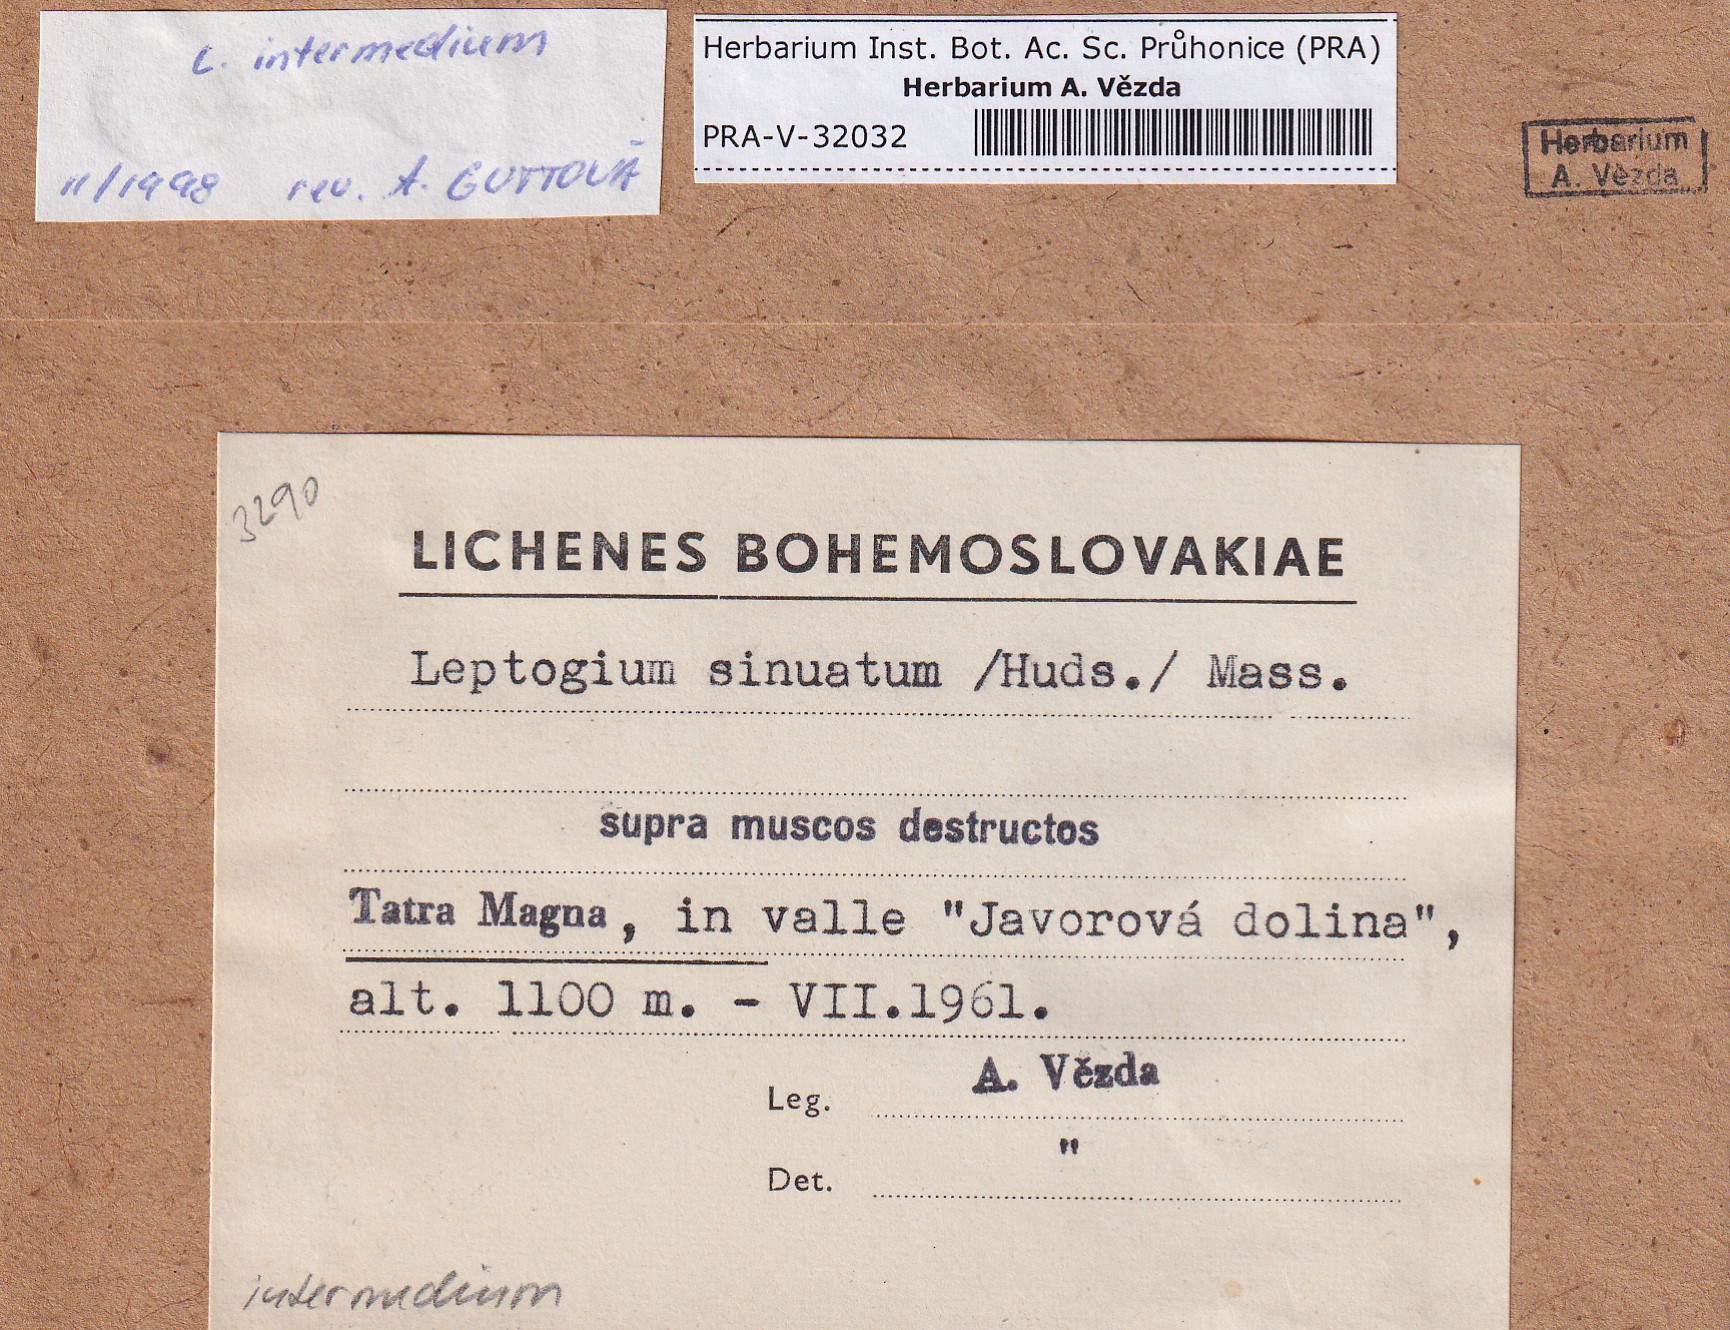 L. intermedium
11/1998 rev. A. GUTTOVÁ
Herbarium Inst. Bot. Ac. Sc. Průhonice (PRA)
Herbarium A. Vězda
PRA-V-32032
Herbarium
A. Vězda
3290
LICHENES BOHEMOSLOVAKIAE
Leptogium sinuatum /Huds./ Mass.
supra muscos destructos
Tatra Magna, in valle "Javorová dolina",
alt. 1100 m. - VII.1961.
Leg. A. Vězda
Det. "
intermedium